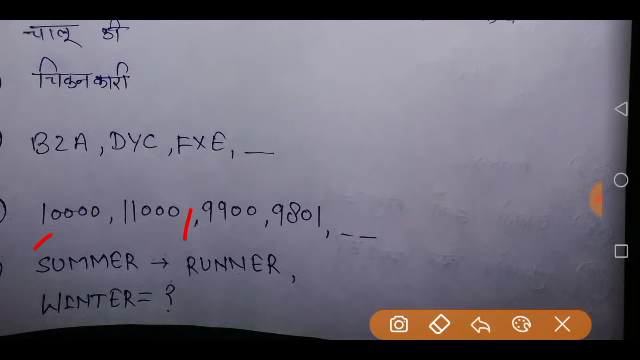 चालू की
चिकनकारी
B2A, DYC, FXE, __
10000, 11000, 9900, 9801, __
SUMMER → RUNNER,
WINTER = ?